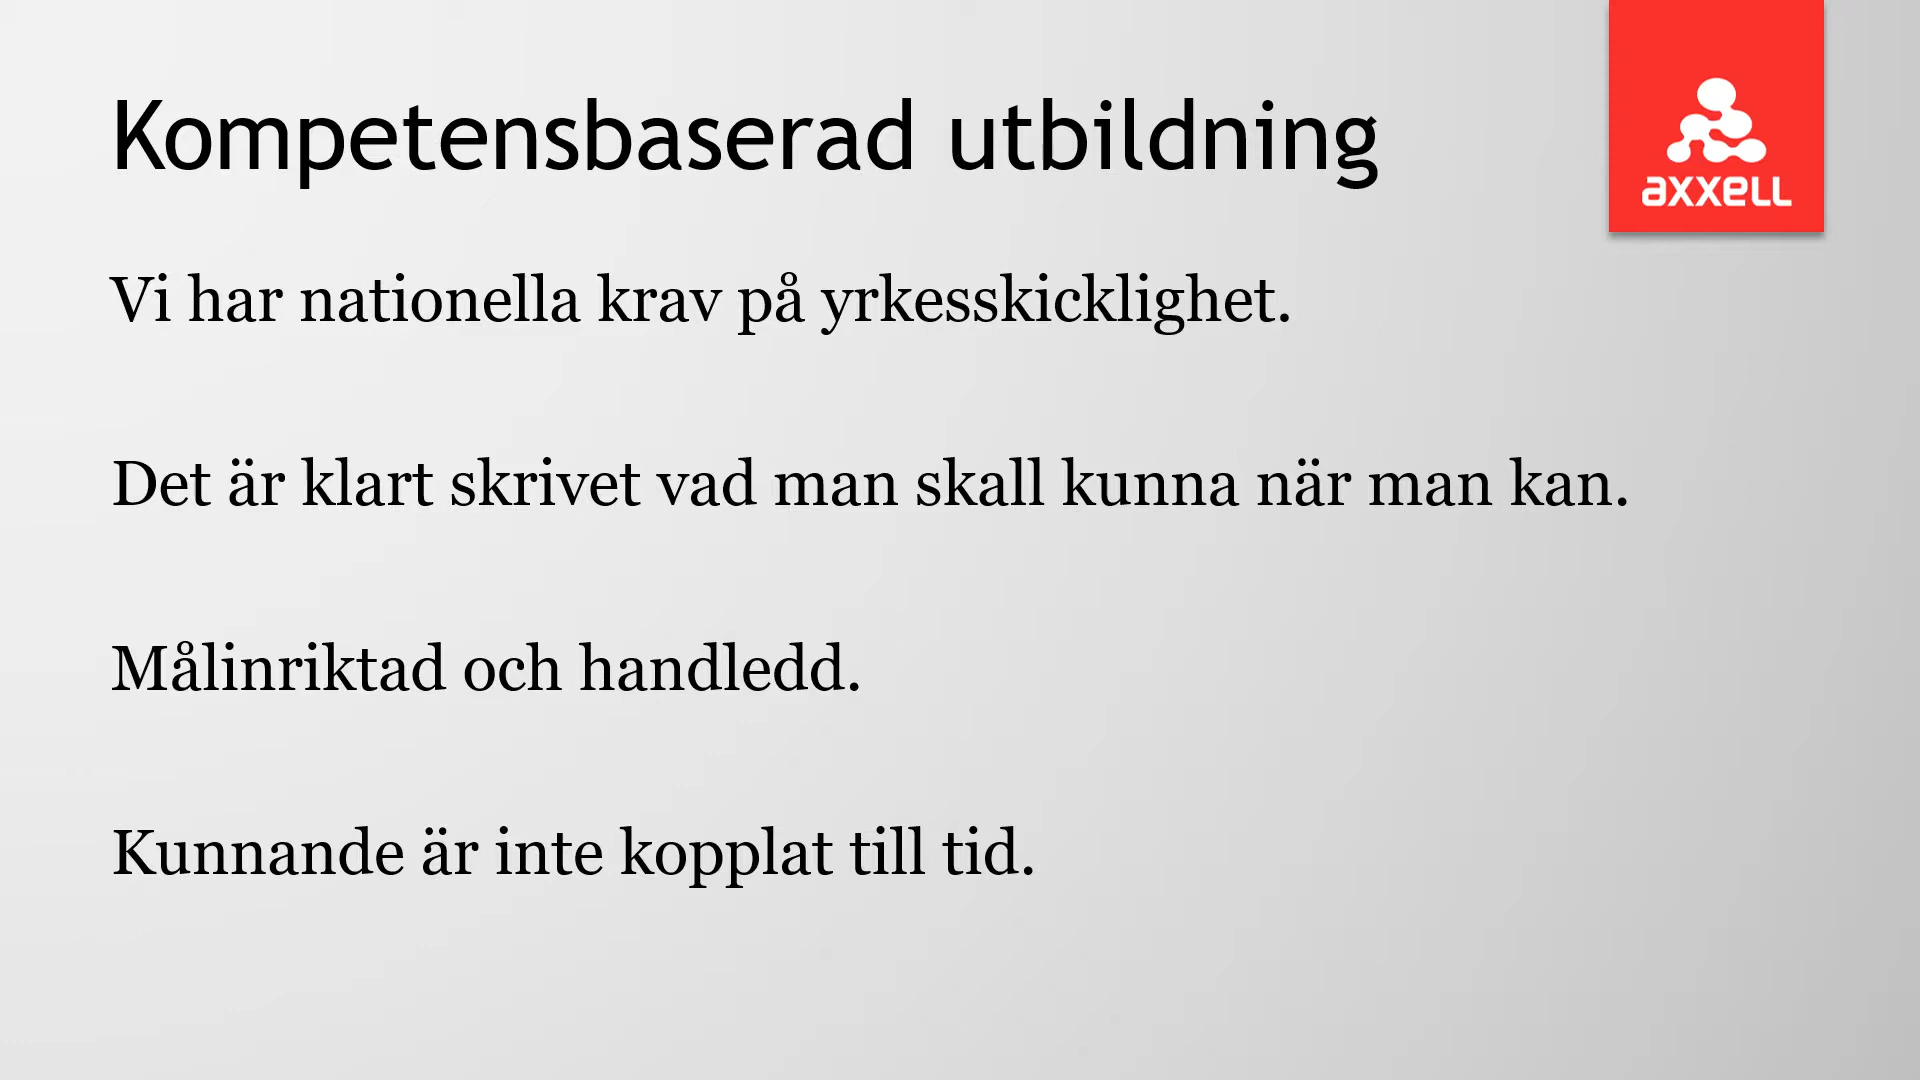 Kompetensbaserad utbildning
axxell
Vi har nationella krav på yrkesskicklighet.
Det är klart skrivet vad man skall kunna när man kan.
Målinriktad och handledd.
Kunnande är inte kopplat till tid.